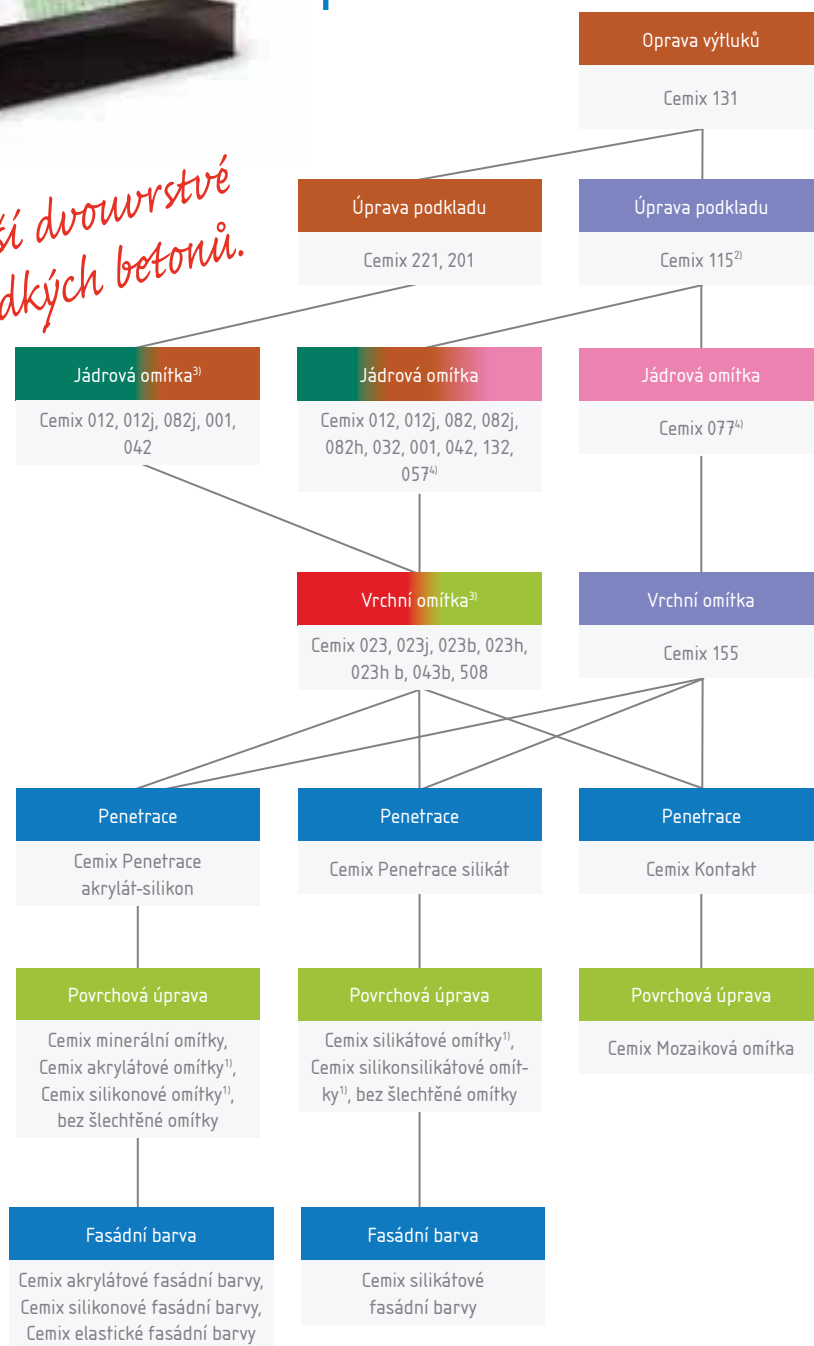 Oprava výtluků
Cemix 131
dvouvrstvé
betonů.
Úprava podkladu
Cemix 221, 201
Úprava podkladu
Cemix 115²⁾
Jádrová omítka³⁾
Cemix 012, 012j, 082j, 001,
042
Jádrová omítka
Cemix 012, 012j, 082, 082j,
082h, 032, 001, 042, 132,
057⁴⁾
Jádrová omítka
Cemix 077⁴⁾
Vrchní omítka³⁾
Cemix 023, 023j, 023b, 023h,
023h b, 043b, 508
Vrchní omítka
Cemix 155
Penetrace
Cemix Penetrace
akrylát-silikon
Penetrace
Cemix Penetrace silikát
Penetrace
Cemix Kontakt
Povrchová úprava
Cemix minerální omítky,
Cemix akrylátové omítky¹⁾,
Cemix silikonové omítky¹⁾,
bez šlechtěné omítky
Povrchová úprava
Cemix silikátové omítky¹⁾,
Cemix silikonsilikátové omít-
ky¹⁾, bez šlechtěné omítky
Povrchová úprava
Cemix Mozaiková omítka
Fasádní barva
Cemix akrylátové fasádní barvy,
Cemix silikonové fasádní barvy,
Cemix elastické fasádní barvy
Fasádní barva
Cemix silikátové
fasádní barvy